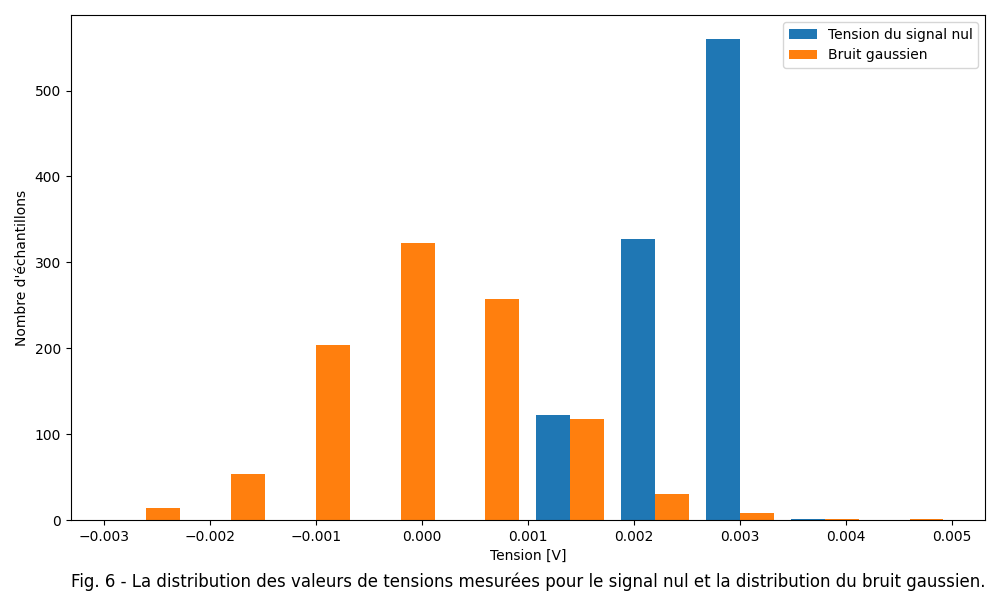 Tension du signal nul
Bruit gaussien
500
400
300
200
100
0
Nombre d'échantillons
−0.003 −0.002 −0.001 0.000 0.001 0.002 0.003 0.004 0.005
Tension [V]
Fig. 6 - La distribution des valeurs de tensions mesurées pour le signal nul et la distribution du bruit gaussien.